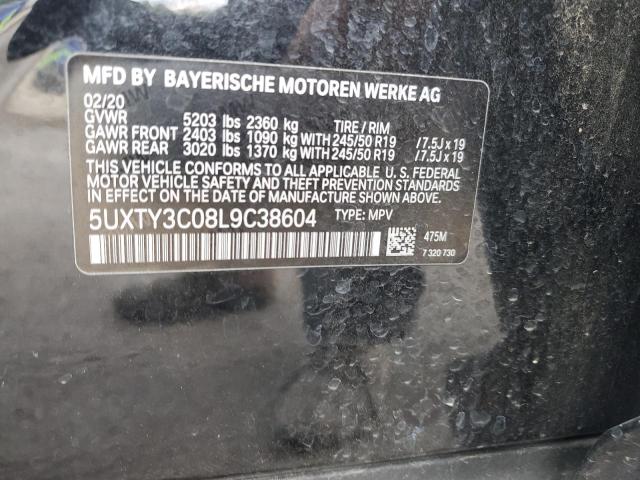 MFD BY BAYERISCHE MOTOREN WERKE AG
02/20
GVWR 5203 lbs 2360 kg TIRE / RIM
GAWR FRONT 2403 lbs 1090 kg WITH 245/50 R19 / 7.5J x 19
GAWR REAR 3020 lbs 1370 kg WITH 245/50 R19 / 7.5J x 19
THIS VEHICLE CONFORMS TO ALL APPLICABLE U.S. FEDERAL
MOTOR VEHICLE SAFETY, BUMPER, AND THEFT PREVENTION STANDARDS
IN EFFECT ON THE DATE OF MANUFACTURE SHOWN ABOVE.
5UXTY3C08L9C38604 TYPE: MPV
475M
7 320 730